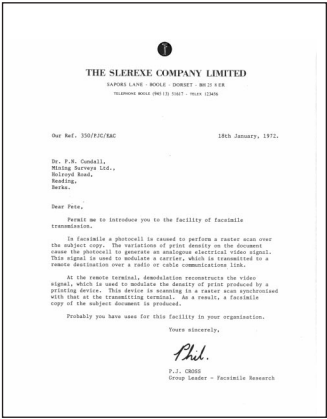 THE SLEREXE COMPANY LIMITED
SAPORS LANE - BOOLE - DORSET - BH 25 8 ER
TELEPHONE BOOLE (945 13) 51617 - TELEX 123456
Our Ref. 350/PJC/EAC 18th January, 1972.
Dr. P.N. Cundall,
Mining Surveys Ltd.,
Holroyd Road,
Reading,
Berks.
Dear Pete,
Permit me to introduce you to the facility of facsimile
transmission.
In facsimile a photocell is caused to perform a raster scan over
the subject copy. The variations of print density on the document
cause the photocell to generate an analogous electrical video signal.
This signal is used to modulate a carrier, which is transmitted to a
remote destination over a radio or cable communications link.
At the remote terminal, demodulation reconstructs the video
signal, which is used to modulate the density of print produced by a
printing device. This device is scanning in a raster scan synchronised
with that at the transmitting terminal. As a result, a facsimile
copy of the subject document is produced.
Probably you have uses for this facility in your organisation.
Yours sincerely,
Phil.
P.J. CROSS
Group Leader - Facsimile Research